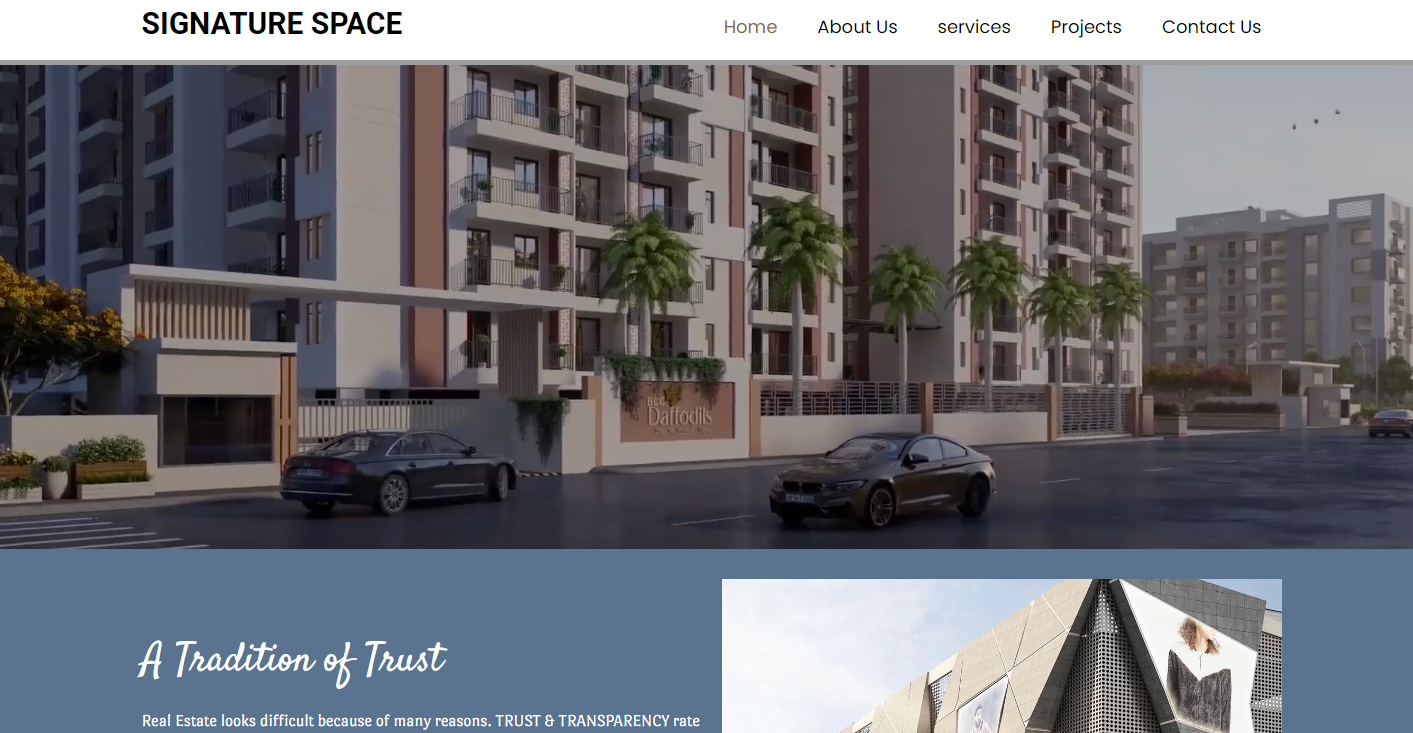 SIGNATURE SPACE
Home About Us services Projects Contact Us
BCC
Daffodils
A Tradition of Trust
Real Estate looks difficult because of many reasons. TRUST & TRANSPARENCY rate